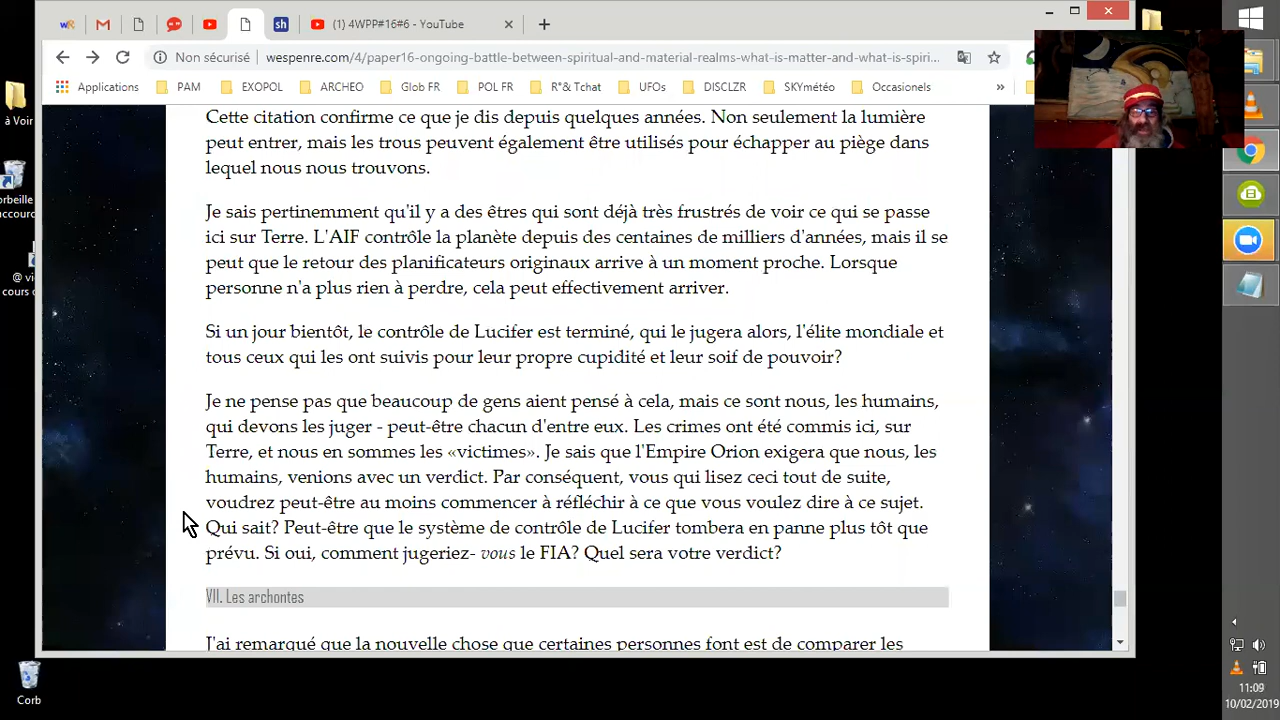 (1) 4WPP#16#6 - YouTube
Non sécurisé
wespenre.com/4/paper16-ongoing-battle-between-spiritual-and-material-realms-what-is-matter-and-what-is-spiri...
Applications PAM EXOPOL ARCHEO Glob FR POL FR R°& Tchat UFOs DISCLZR SKYmétéo Occasionels »
Cette citation confirme ce que je dis depuis quelques années. Non seulement la lumière
peut entrer, mais les trous peuvent également être utilisés pour échapper au piège dans
lequel nous nous trouvons.
Je sais pertinemment qu'il y a des êtres qui sont déjà très frustrés de voir ce qui se passe
ici sur Terre. L'AIF contrôle la planète depuis des centaines de milliers d'années, mais il se
peut que le retour des planificateurs originaux arrive à un moment proche. Lorsque
personne n'a plus rien à perdre, cela peut effectivement arriver.
Si un jour bientôt, le contrôle de Lucifer est terminé, qui le jugera alors, l'élite mondiale et
tous ceux qui les ont suivis pour leur propre cupidité et leur soif de pouvoir?
Je ne pense pas que beaucoup de gens aient pensé à cela, mais ce sont nous, les humains,
qui devons les juger - peut-être chacun d'entre eux. Les crimes ont été commis ici, sur
Terre, et nous en sommes les «victimes». Je sais que l'Empire Orion exigera que nous, les
humains, venions avec un verdict. Par conséquent, vous qui lisez ceci tout de suite,
voudrez peut-être au moins commencer à réfléchir à ce que vous voulez dire à ce sujet.
Qui sait? Peut-être que le système de contrôle de Lucifer tombera en panne plus tôt que
prévu. Si oui, comment jugeriez- vous le FIA? Quel sera votre verdict?
VII. Les archontes
J'ai remarqué que la nouvelle chose que certaines personnes font est de comparer les
à Voir
orbeille
ccourc
@ vi
cours c
Corb
11:09
10/02/2019